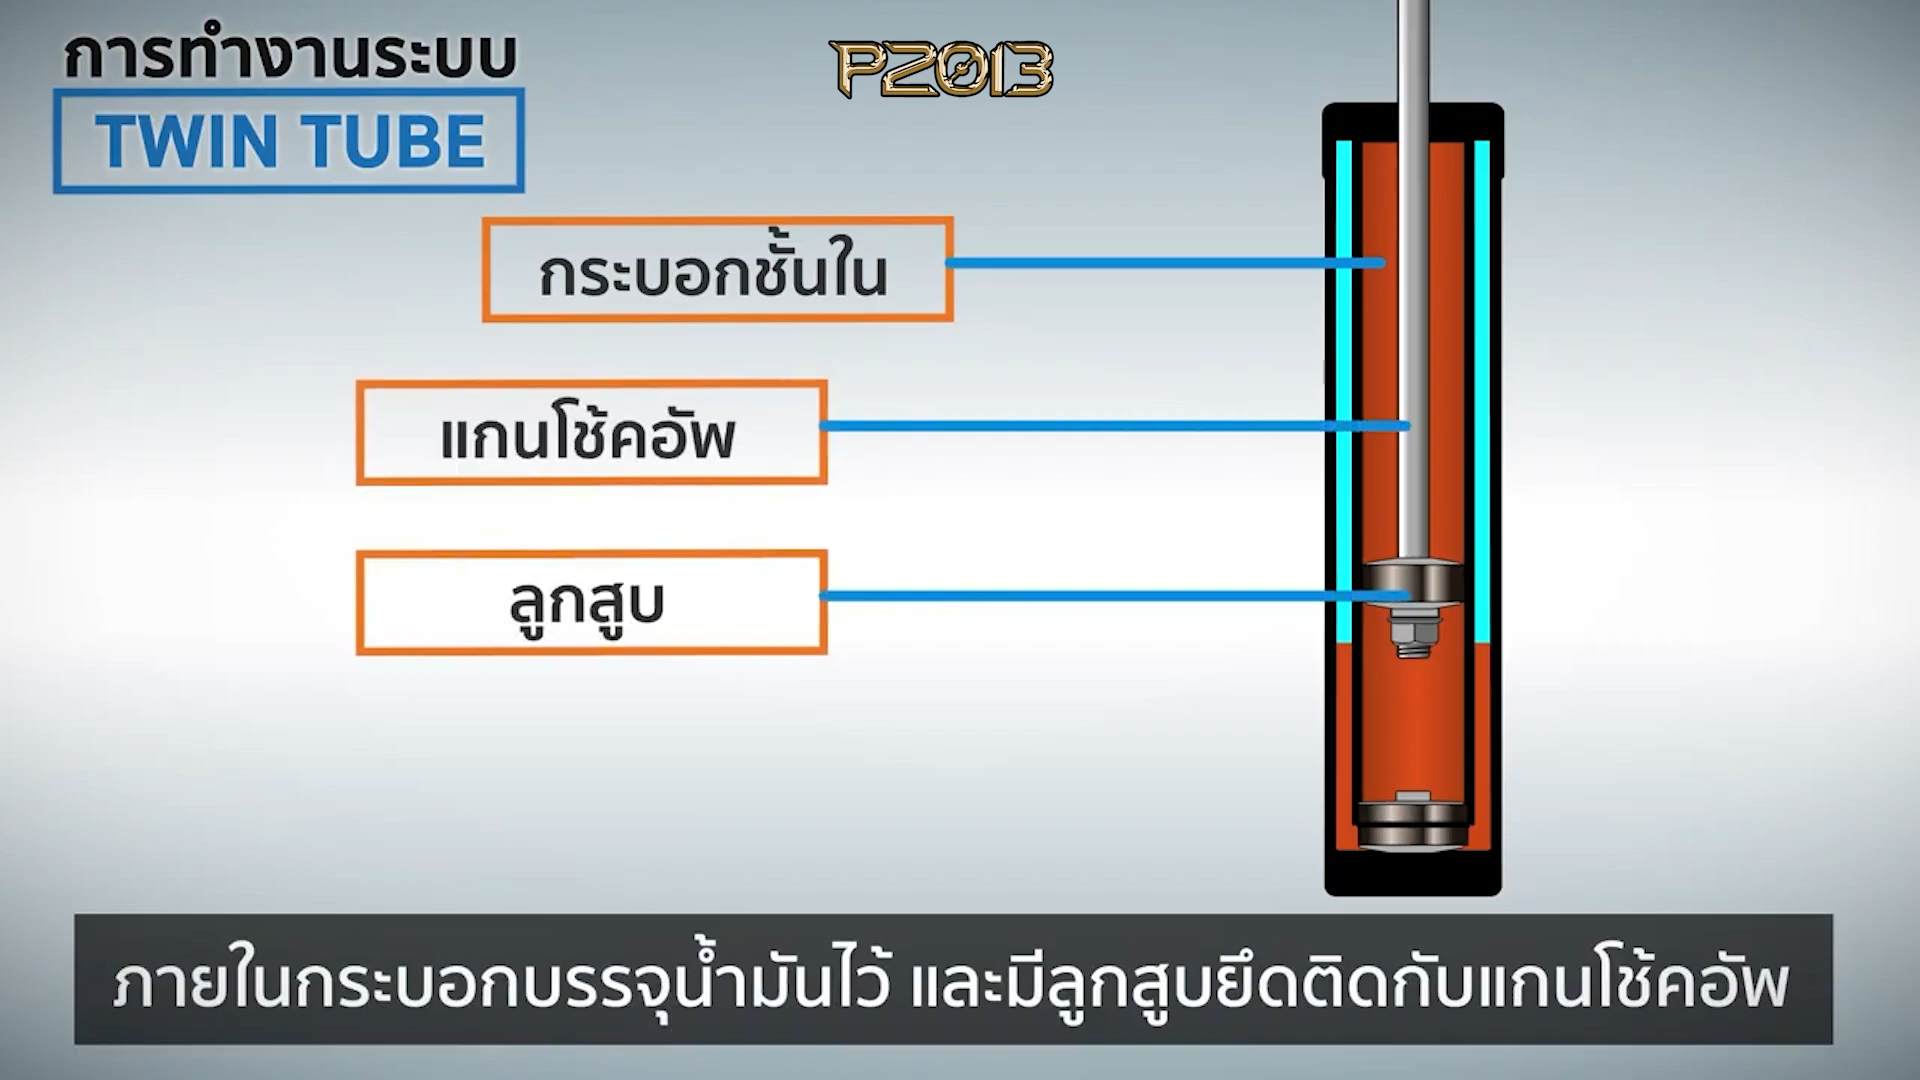 การทำงานระบบ
TWIN TUBE
PZ013
กระบอกชั้นใน
แกนโช้คอัพ
ลูกสูบ
ภายในกระบอกบรรจุน้ำมันไว้ และมีลูกสูบยึดติดกับแกนโช้คอัพ